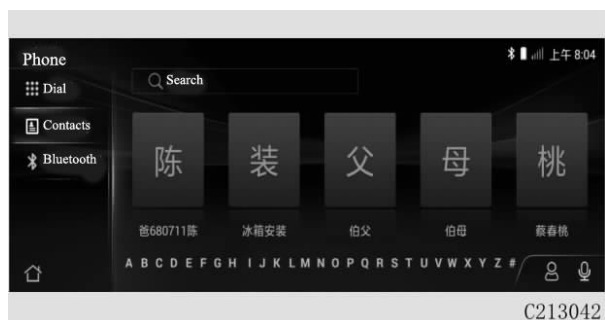 Phone
上午 8:04
Dial
Search
Contacts
Bluetooth
陈 装 父 母 桃
爸680711陈 冰箱安装 伯父 伯母 蔡春桃
A B C D E F G H I J K L M N O P Q R S T U V W X Y Z #
C213042